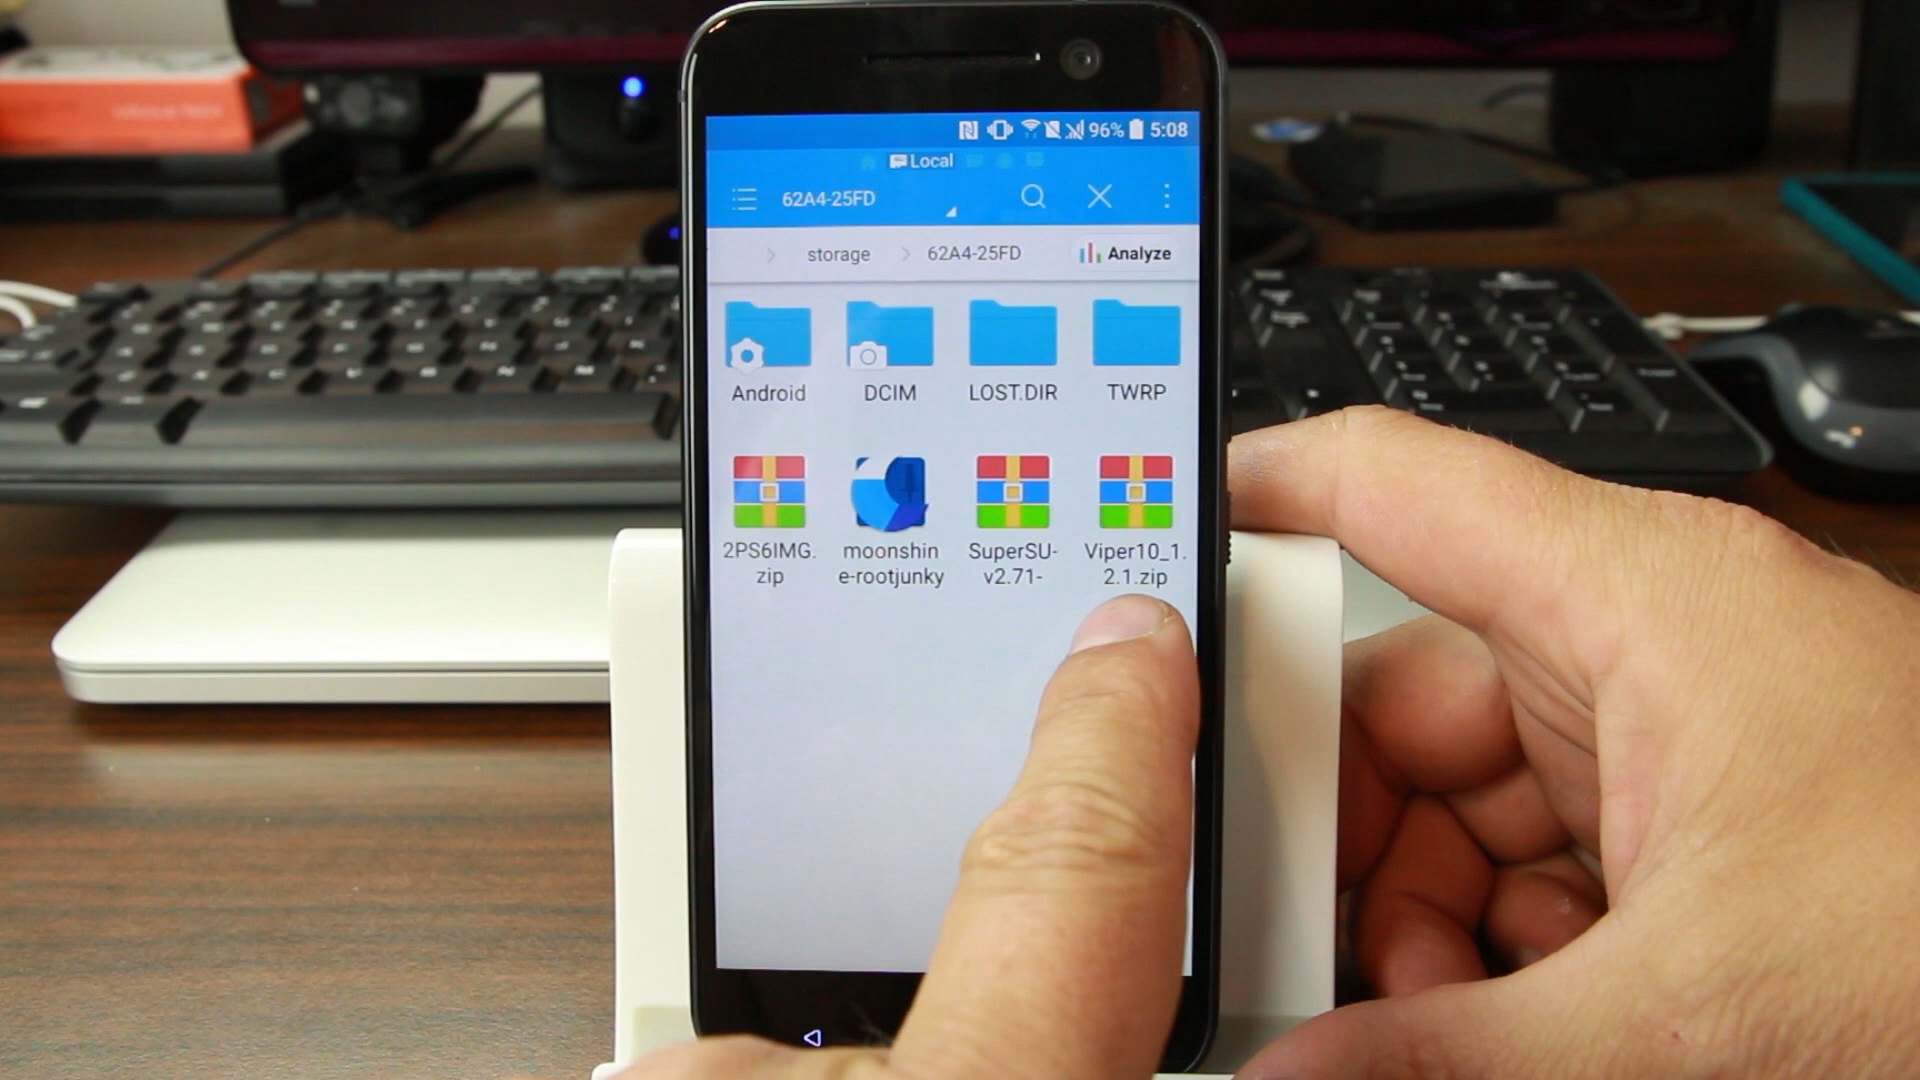 96% 5:08
Local
62A4-25FD
storage 62A4-25FD Analyze
Android DCIM LOST.DIR TWRP
2PS6IMG. moonshin SuperSU- Viper10_1.
zip e-rootjunky v2.71- 2.1.zip